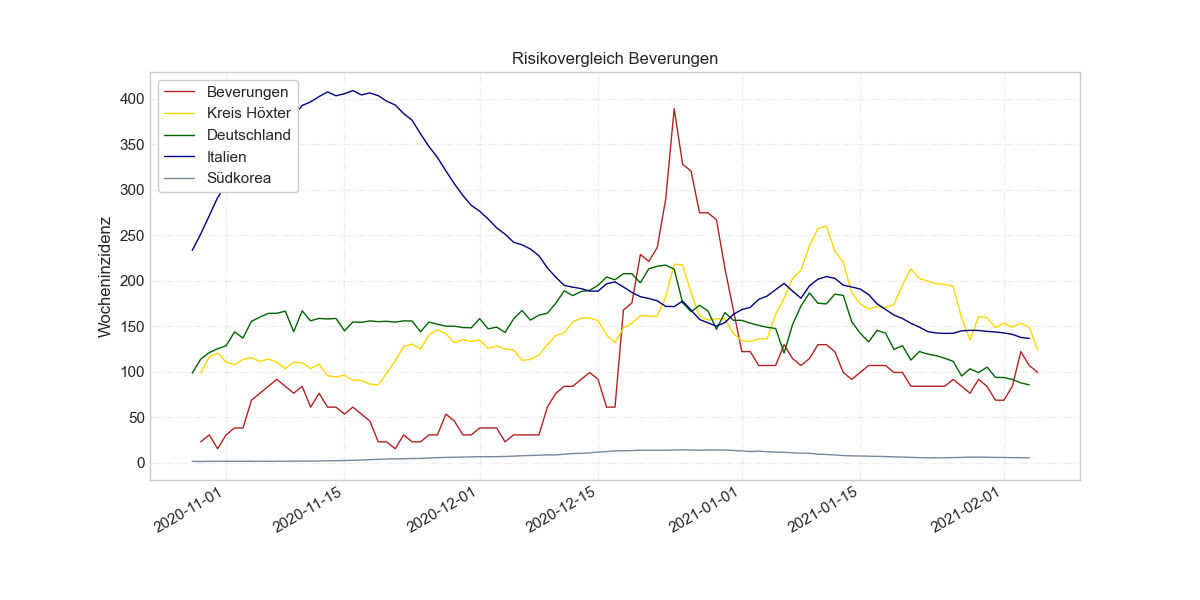 Risikovergleich Beverungen
Beverungen
Kreis Höxter
Deutschland
Italien
Südkorea
Wocheninzidenz
400
350
300
250
200
150
100
50
0
2020-11-01
2020-11-15
2020-12-01
2020-12-15
2021-01-01
2021-01-15
2021-02-01